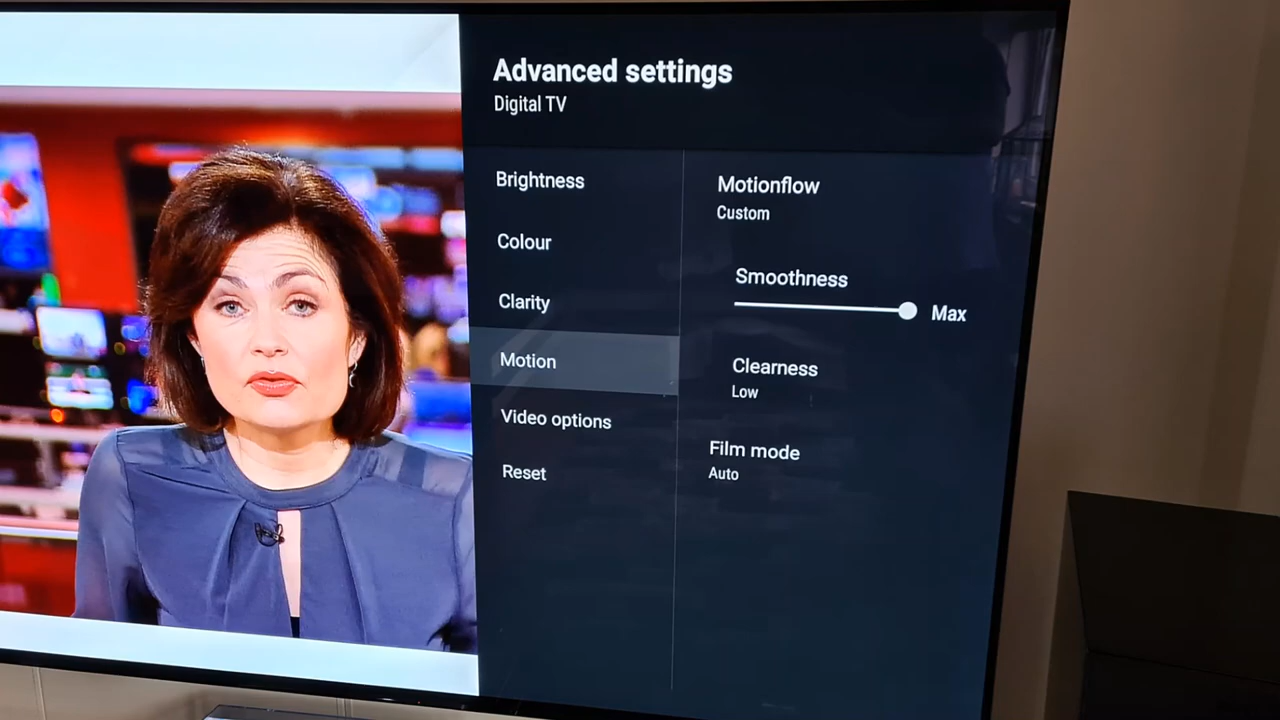 Advanced settings
Digital TV
Brightness
Colour
Clarity
Motion
Video options
Reset
Motionflow
Custom
Smoothness
Max
Clearness
Low
Film mode
Auto